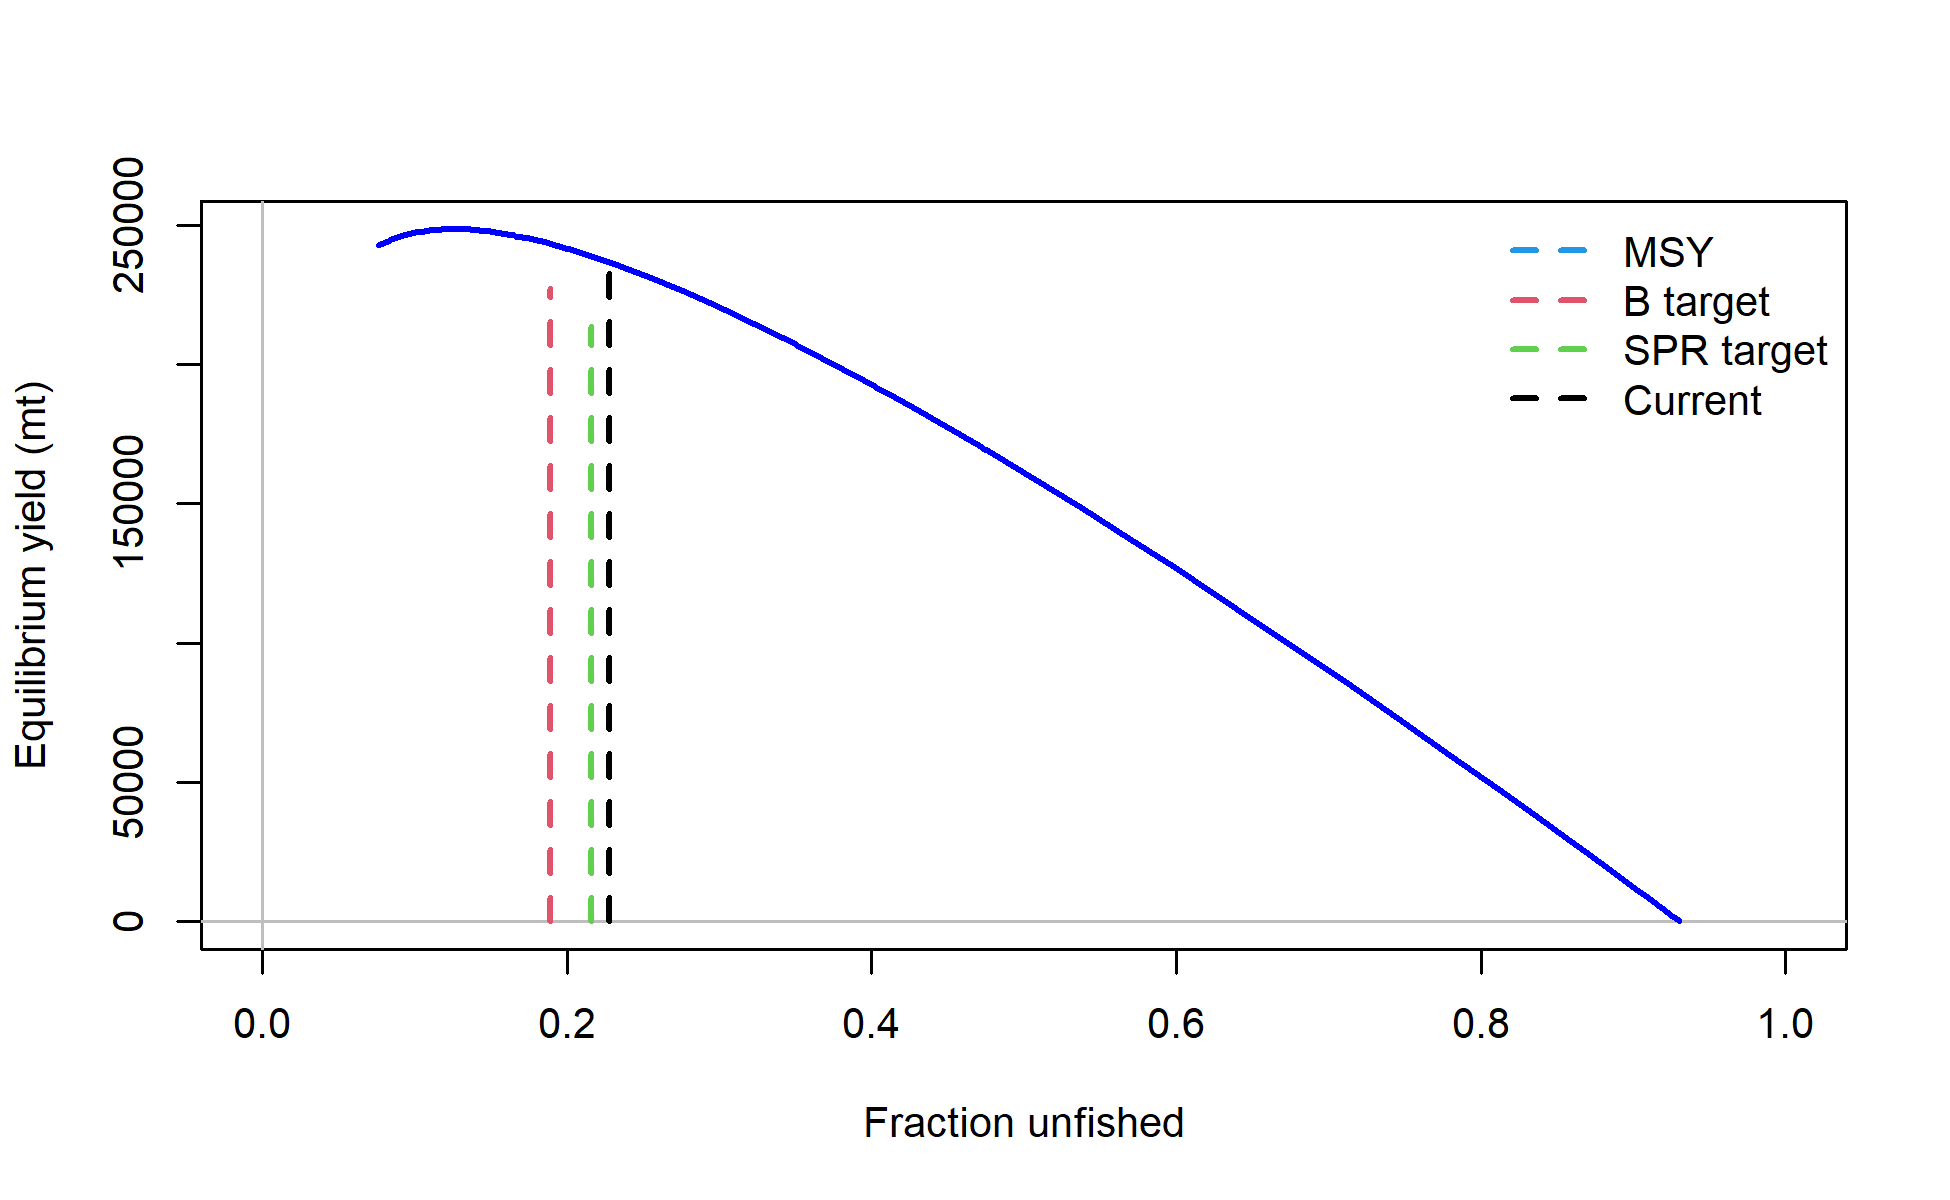 250000
150000
50000
0
Equilibrium yield (mt)
MSY
B target
SPR target
Current
0.0 0.2 0.4 0.6 0.8 1.0
Fraction unfished